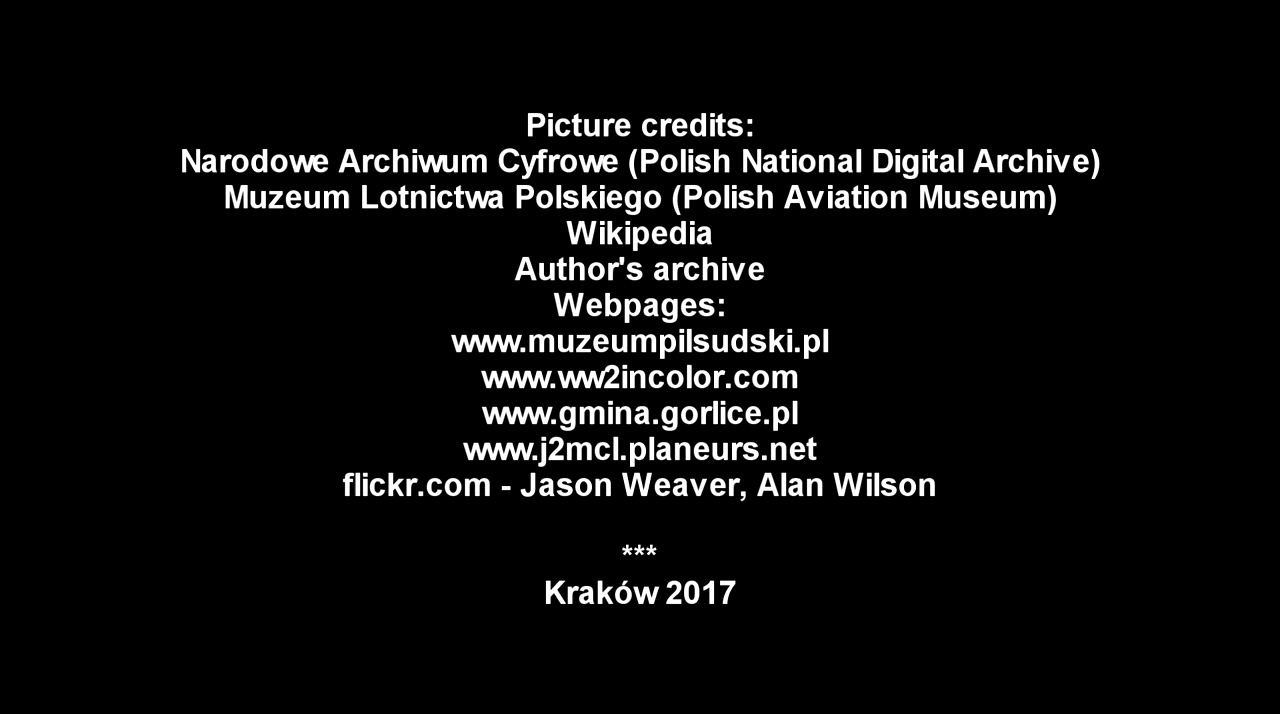 Picture credits:
Narodowe Archiwum Cyfrowe (Polish National Digital Archive)
Muzeum Lotnictwa Polskiego (Polish Aviation Museum)
Wikipedia
Author's archive
Webpages:
www.muzeumpilsudski.pl
www.ww2incolor.com
www.gmina.gorlice.pl
www.j2mcl.planeurs.net
flickr.com - Jason Weaver, Alan Wilson
***
Kraków 2017